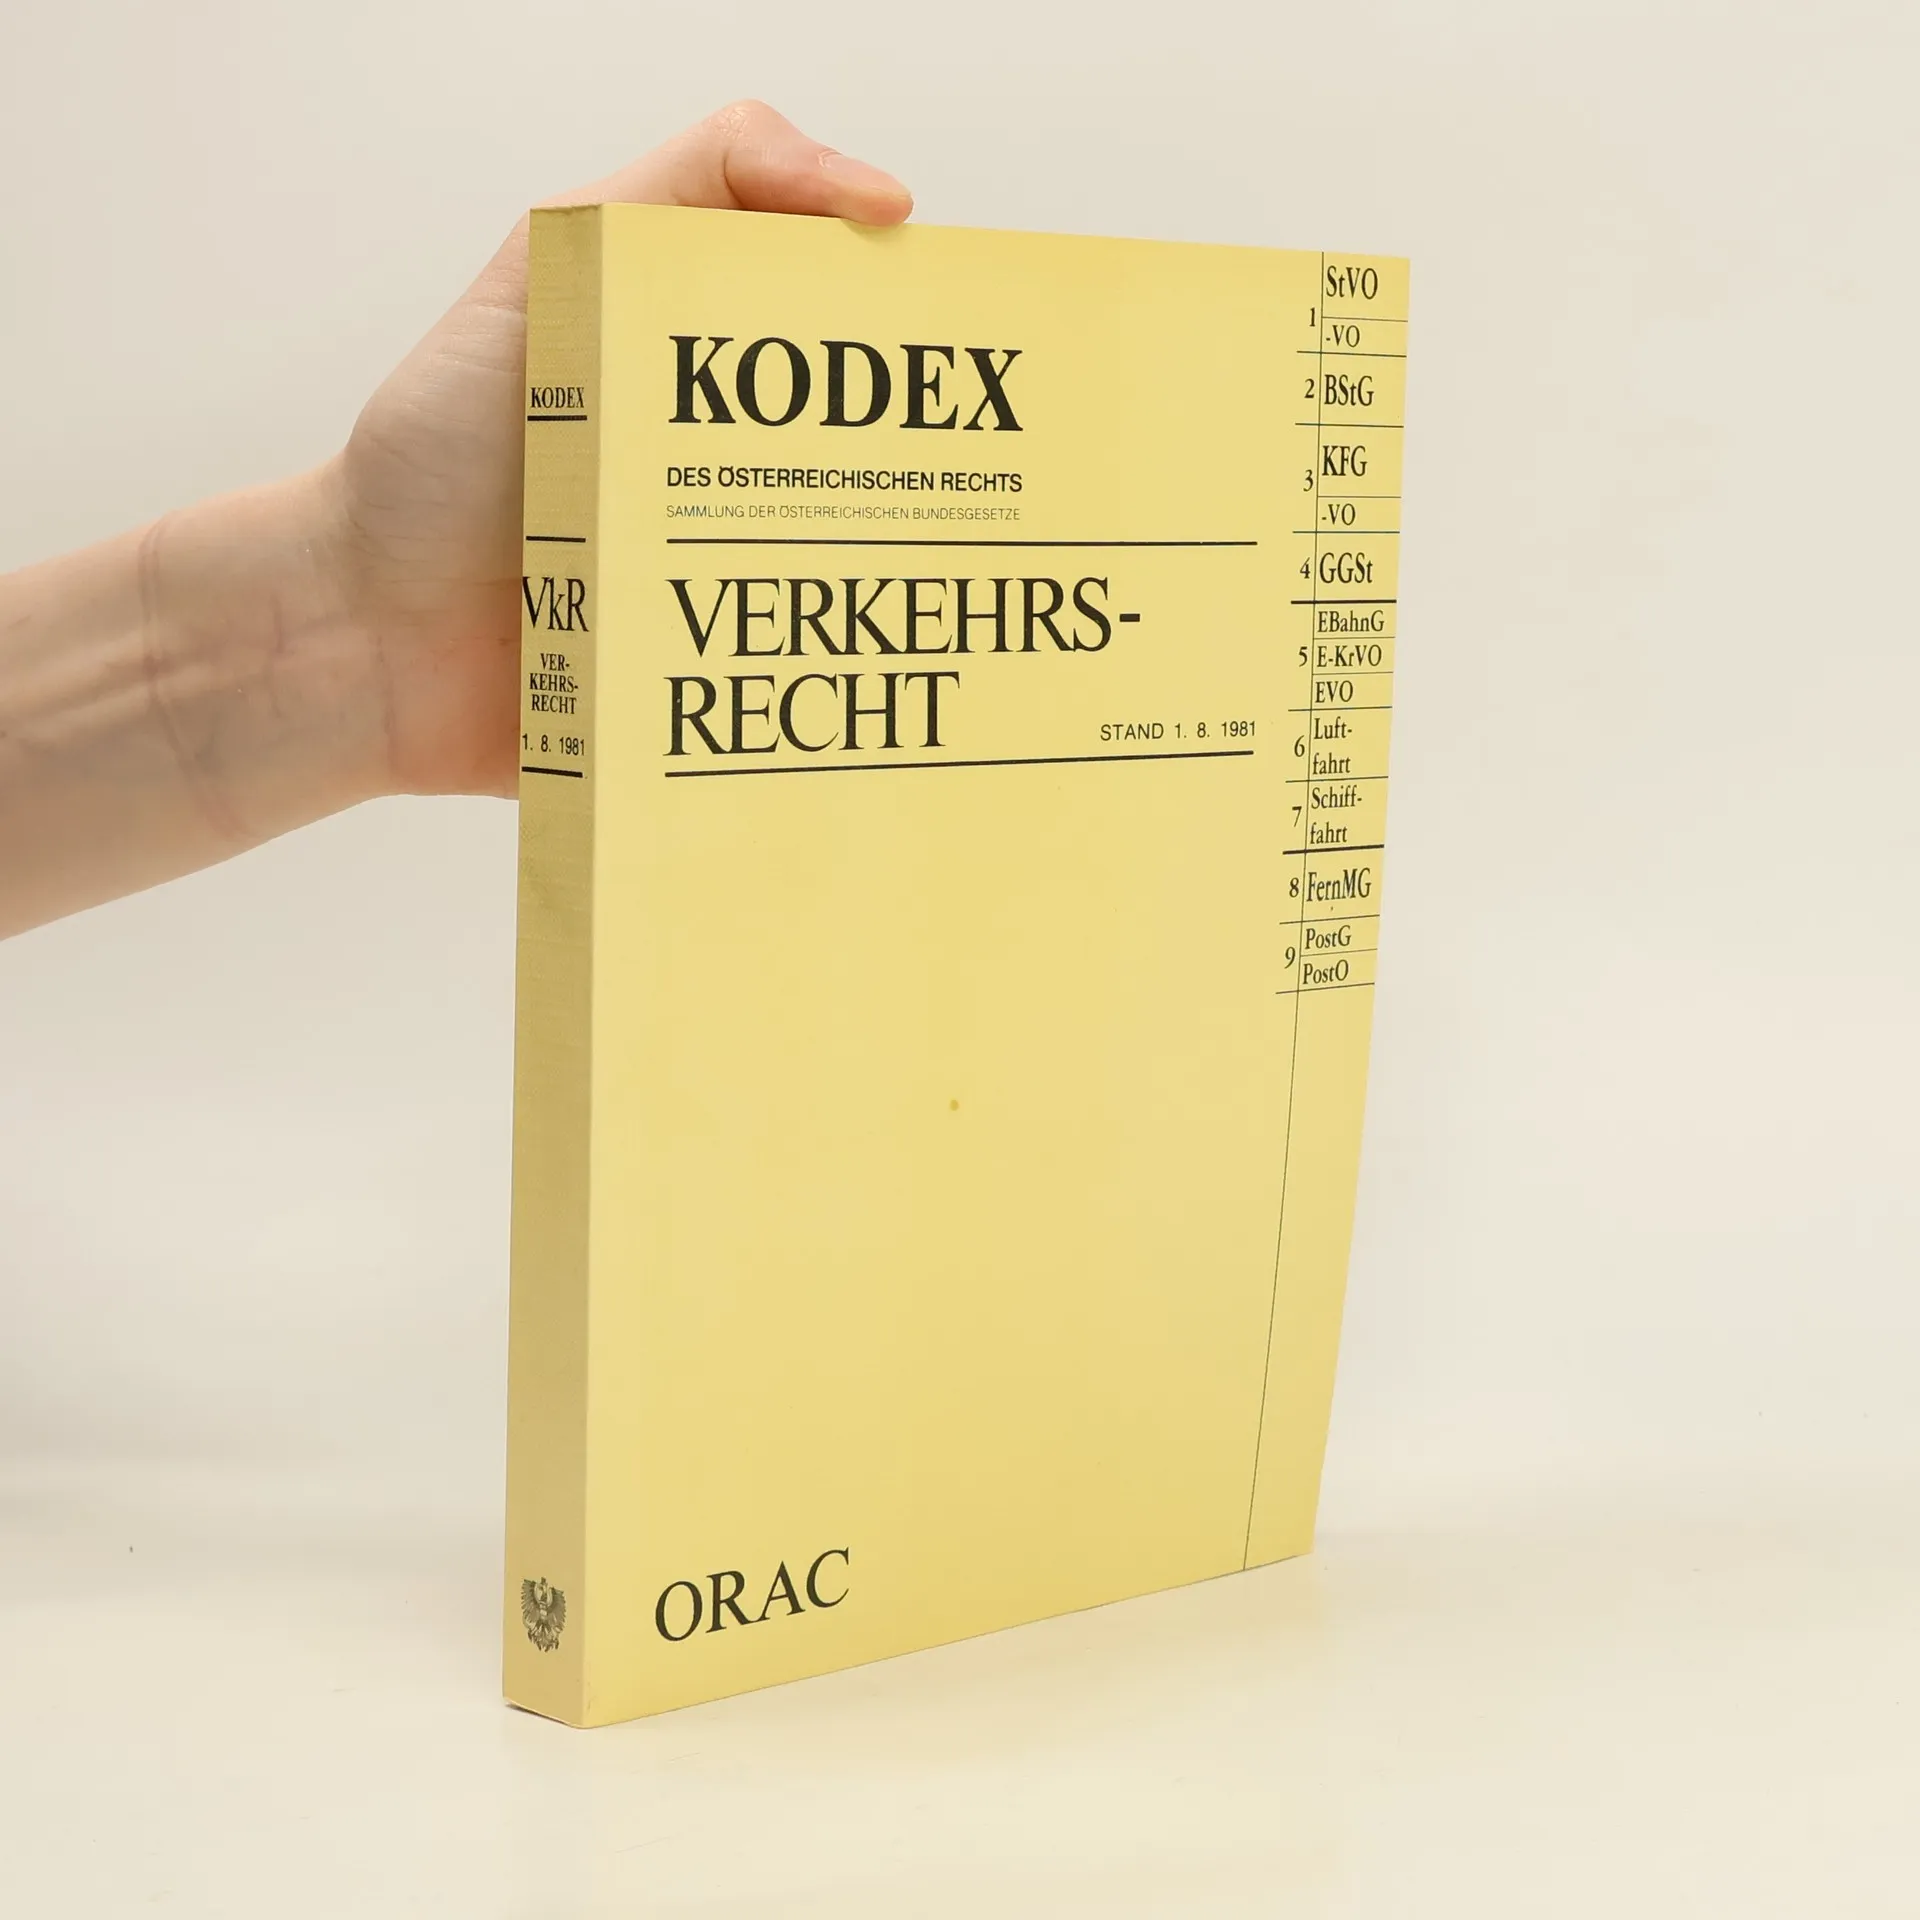 KODEX
VkR
VER-
KEHRS-
RECHT
1. 8. 1981
KODEX
DES ÖSTERREICHISCHEN RECHTS
SAMMLUNG DER ÖSTERREICHISCHEN BUNDESGESETZE
VERKEHRS-
RECHT
STAND 1. 8. 1981
ORAC
1
StVO
-VO
2 BStG
3
KFG
-VO
4 GGSt
5
EBahnG
E-KrVO
EVO
6
Luft-
fahrt
7
Schiff-
fahrt
8 FernMG
9
PostG
PostO